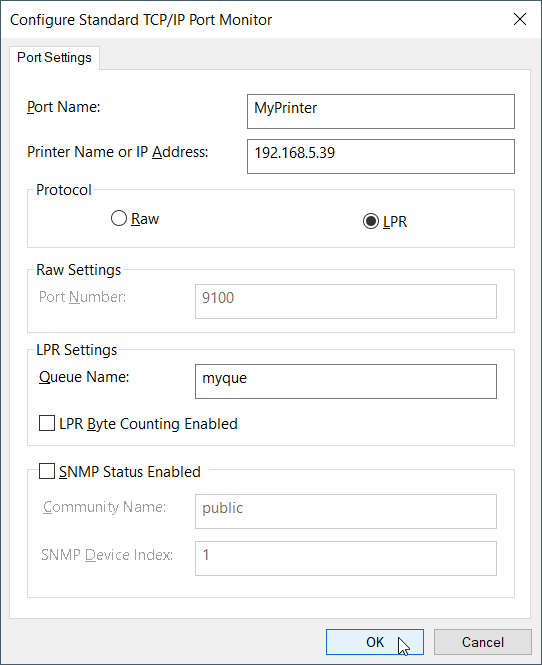 Configure Standard TCP/IP Port Monitor
Port Settings
Port Name: MyPrinter
Printer Name or IP Address: 192.168.5.39
Protocol
Raw LPR
Raw Settings
Port Number: 9100
LPR Settings
Queue Name: myque
LPR Byte Counting Enabled
SNMP Status Enabled
Community Name: public
SNMP Device Index: 1
OK Cancel